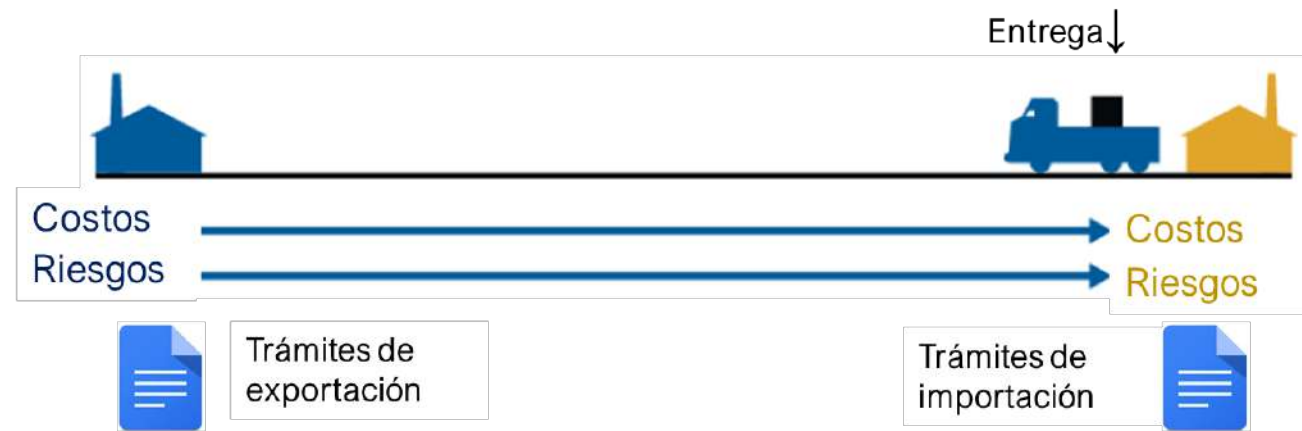 Entrega↓
Costos
Riesgos
Costos
Riesgos
Trámites de
exportación
Trámites de
importación